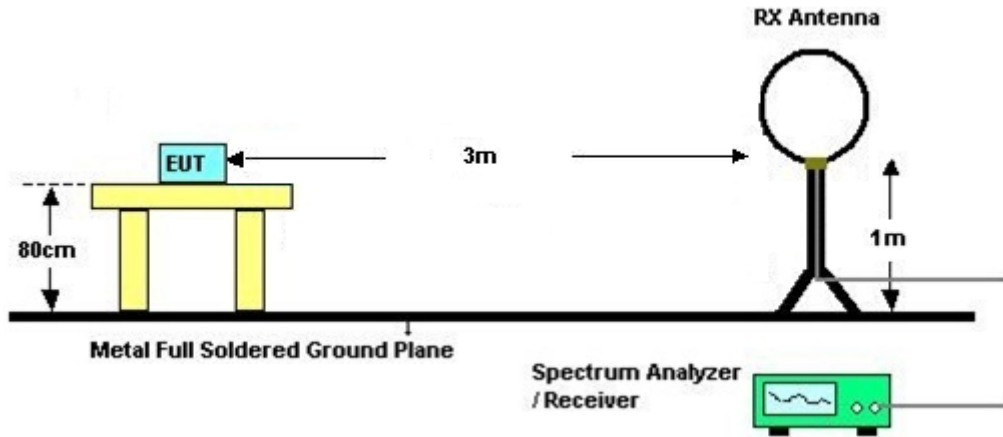 RX Antenna
EUT
3m
80cm
1m
Metal Full Soldered Ground Plane
Spectrum Analyzer
/ Receiver